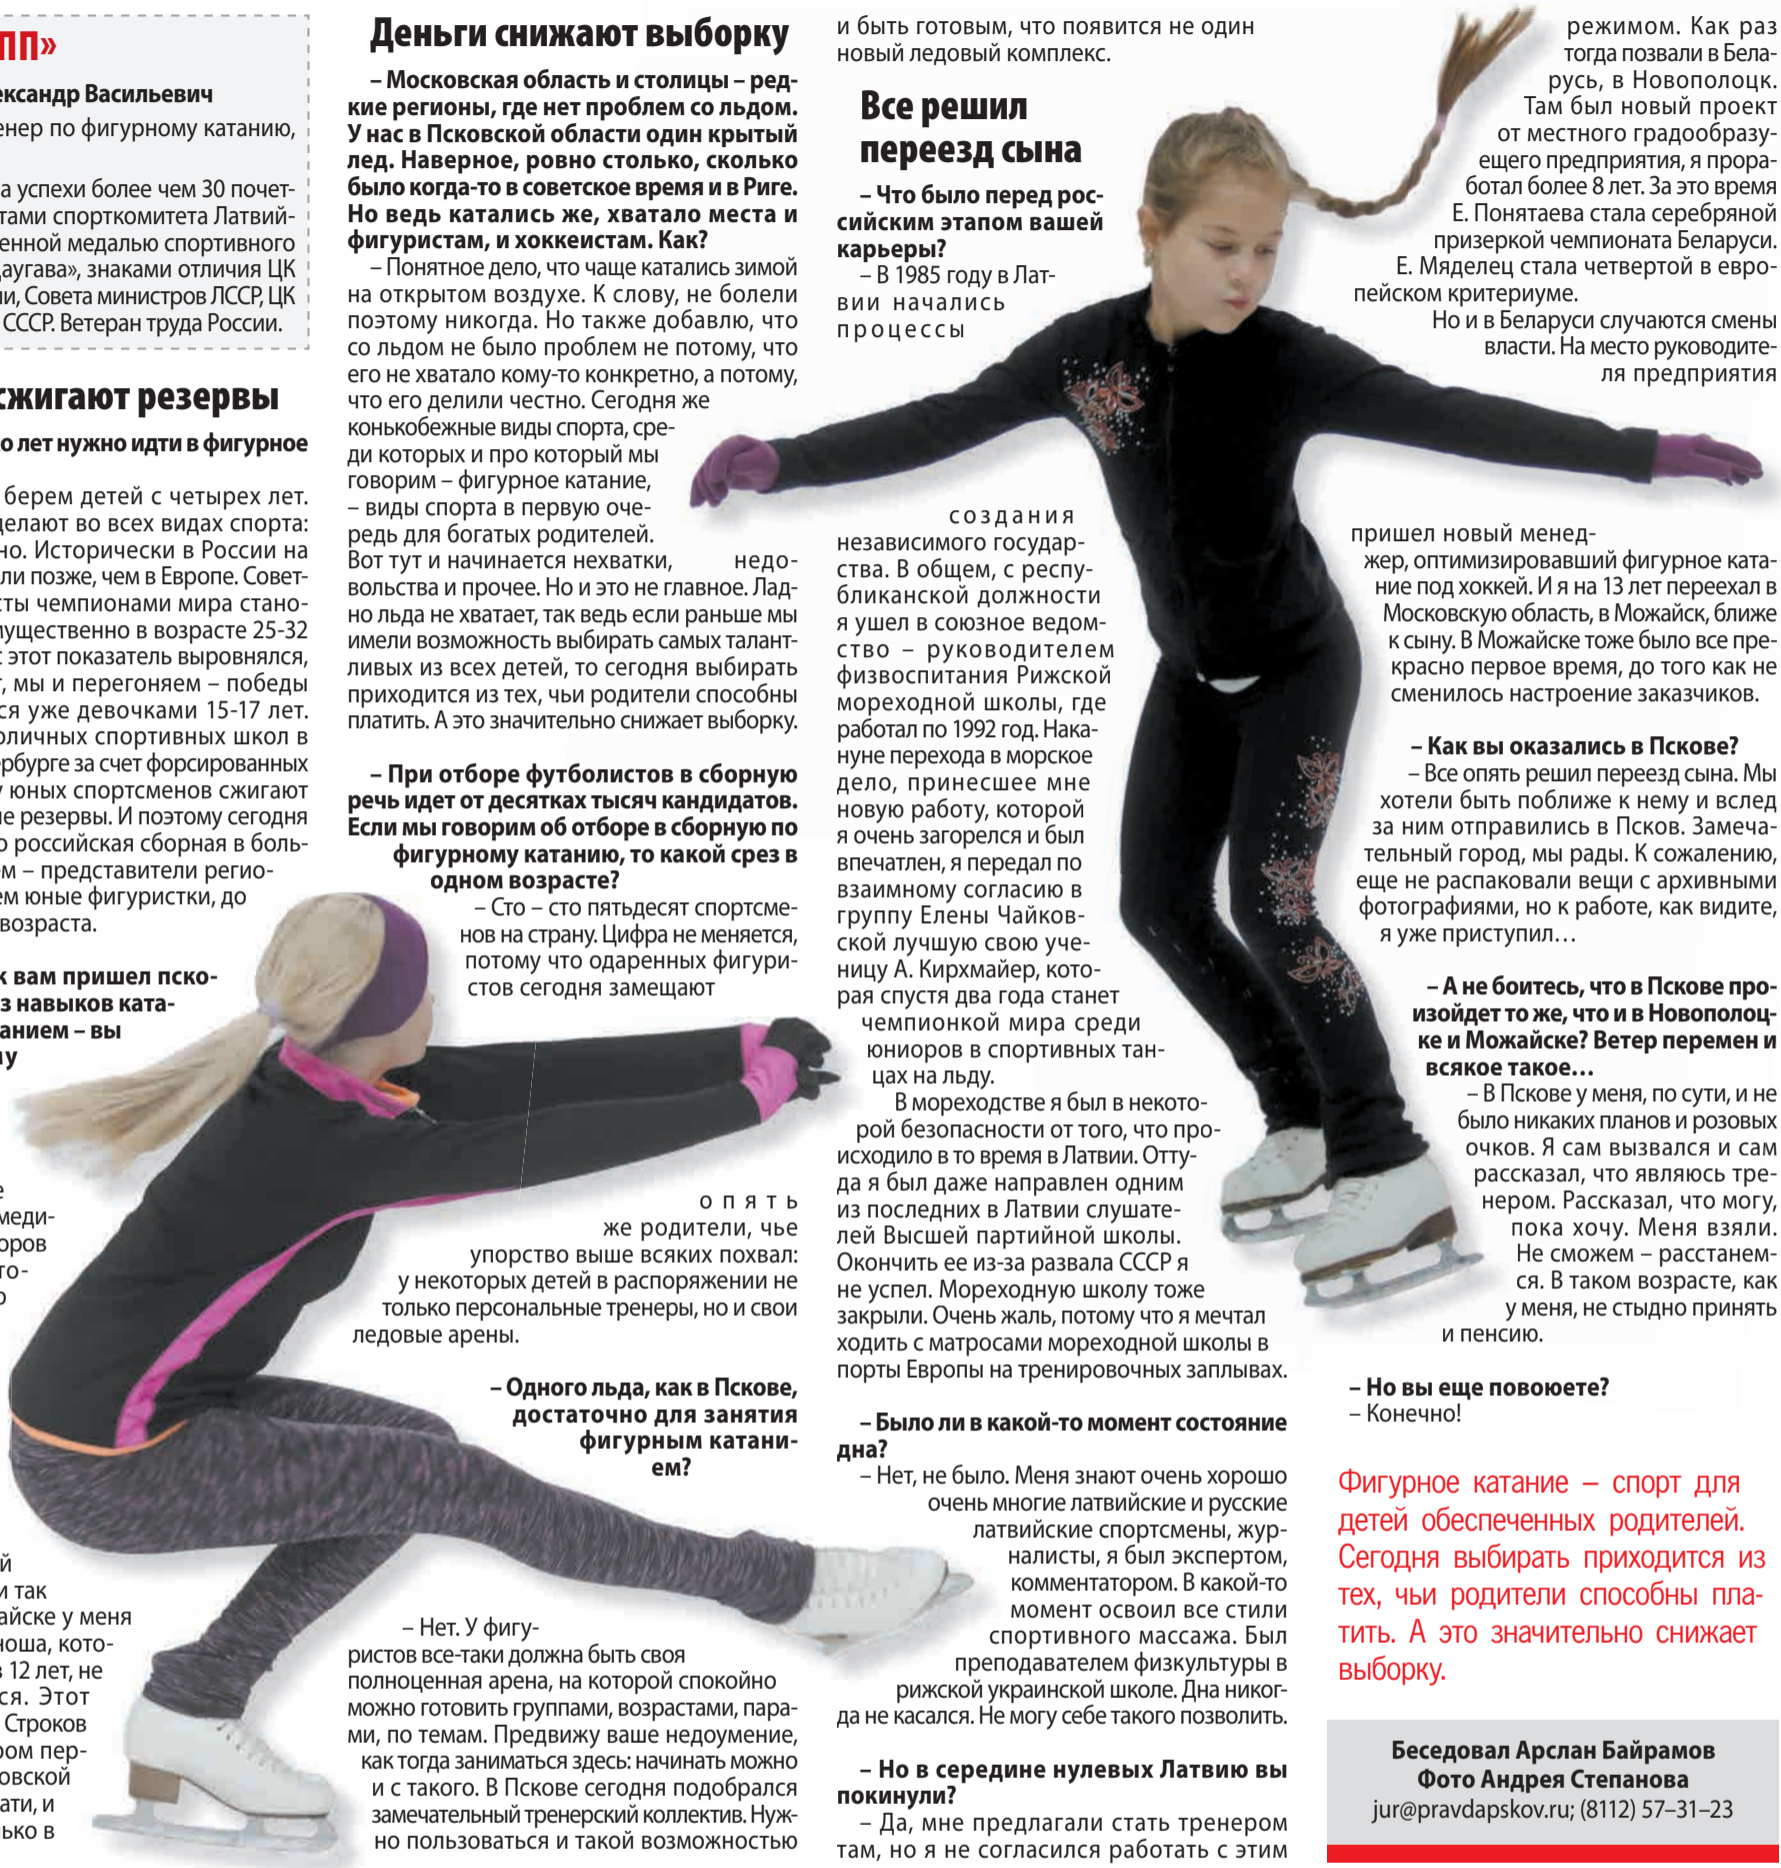 ПП»
Александр Васильевич
тренер по фигурному катанию,
за успехи более чем 30 почет-
спорткомитета Латвий-
медалью спортивного
знаками отличия ЦК
Совета министров ЛССР, ЦК
СССР. Ветеран труда России.
сжигают резервы
лет нужно идти в фигурное
берем детей с четырех лет.
делают во всех видах спорта:
Исторически в России на
позже, чем в Европе. Совет-
чемпионами мира стано-
в возрасте 25-32
этот показатель выровнялся,
мы и перегоняем – победы
уже девочками 15-17 лет.
спортивных школ в
за счет форсированных
юных спортсменов сжигают
резервы. И поэтому сегодня
российская сборная в боль-
– представители регио-
юные фигуристки, до
возраста.
к вам пришел пско-
навыков ката-
– вы
меди-
и так
у меня
кото-
12 лет, не
Этот
Строков
пер-
и
в
Деньги снижают выборку
– Московская область и столицы – ред-
кие регионы, где нет проблем со льдом.
У нас в Псковской области один крытый
лед. Наверное, ровно столько, сколько
было когда-то в советское время и в Риге.
Но ведь катались же, хватало места и
фигуристам, и хоккеистам. Как?
– Понятное дело, что чаще катались зимой
на открытом воздухе. К слову, не болели
поэтому никогда. Но также добавлю, что
со льдом не было проблем не потому, что
его не хватало кому-то конкретно, а потому,
что его делили честно. Сегодня же
конькобежные виды спорта, сре-
ди которых и про который мы
говорим – фигурное катание,
– виды спорта в первую оче-
редь для богатых родителей.
Вот тут и начинается нехватки, недо-
вольства и прочее. Но и это не главное. Лад-
но льда не хватает, так ведь если раньше мы
имели возможность выбирать самых талант-
ливых из всех детей, то сегодня выбирать
приходится из тех, чьи родители способны
платить. А это значительно снижает выборку.
– При отборе футболистов в сборную
речь идет от десятках тысяч кандидатов.
Если мы говорим об отборе в сборную по
фигурному катанию, то какой срез в
одном возрасте?
– Сто – сто пятьдесят спортсме-
нов на страну. Цифра не меняется,
потому что одаренных фигури-
стов сегодня замещают
опять
же родители, чье
упорство выше всяких похвал:
у некоторых детей в распоряжении не
только персональные тренеры, но и свои
ледовые арены.
– Одного льда, как в Пскове,
достаточно для занятия
фигурным катани-
ем?
– Нет. У фигу-
ристов все-таки должна быть своя
полноценная арена, на которой спокойно
можно готовить группами, возрастами, пара-
ми, по темам. Предвижу ваше недоумение,
как тогда заниматься здесь: начинать можно
и с такого. В Пскове сегодня подобрался
замечательный тренерский коллектив. Нуж-
но пользоваться и такой возможностью
и быть готовым, что появится не один
новый ледовый комплекс.
Все решил
переезд сына
– Что было перед рос-
сийским этапом вашей
карьеры?
– В 1985 году в Лат-
вии начались
процессы
создания
независимого государ-
ства. В общем, с респу-
бликанской должности
я ушел в союзное ведом-
ство – руководителем
физвоспитания Рижской
мореходной школы, где
работал по 1992 год. Нака-
нуне перехода в морское
дело, принесшее мне
новую работу, которой
я очень загорелся и был
впечатлен, я передал по
взаимному согласию в
группу Елены Чайков-
ской лучшую свою уче-
ницу А. Кирхмайер, кото-
рая спустя два года станет
чемпионкой мира среди
юниоров в спортивных тан-
цах на льду.
В мореходстве я был в некото-
рой безопасности от того, что про-
исходило в то время в Латвии. Отту-
да я был даже направлен одним
из последних в Латвии слушате-
лей Высшей партийной школы.
Окончить ее из-за развала СССР я
не успел. Мореходную школу тоже
закрыли. Очень жаль, потому что я мечтал
ходить с матросами мореходной школы в
порты Европы на тренировочных заплывах.
– Было ли в какой-то момент состояние
дна?
– Нет, не было. Меня знают очень хорошо
очень многие латвийские и русские
латвийские спортсмены, жур-
налисты, я был экспертом,
комментатором. В какой-то
момент освоил все стили
спортивного массажа. Был
преподавателем физкультуры в
рижской украинской школе. Дна никог-
да не касался. Не могу себе такого позволить.
– Но в середине нулевых Латвию вы
покинули?
– Да, мне предлагали стать тренером
там, но я не согласился работать с этим
режимом. Как раз
тогда позвали в Бела-
русь, в Новополоцк.
Там был новый проект
от местного градообразу-
ещего предприятия, я прора-
ботал более 8 лет. За это время
Е. Понятаева стала серебряной
призеркой чемпионата Беларуси.
Е. Мяделец стала четвертой в евро-
пейском критериуме.
Но и в Беларуси случаются смены
власти. На место руководите-
ля предприятия
пришел новый менед-
жер, оптимизировавший фигурное ката-
ние под хоккей. И я на 13 лет переехал в
Московскую область, в Можайск, ближе
к сыну. В Можайске тоже было все пре-
красно первое время, до того как не
сменилось настроение заказчиков.
– Как вы оказались в Пскове?
– Все опять решил переезд сына. Мы
хотели быть поближе к нему и вслед
за ним отправились в Псков. Замеча-
тельный город, мы рады. К сожалению,
еще не распаковали вещи с архивными
фотографиями, но к работе, как видите,
я уже приступил…
– А не боитесь, что в Пскове про-
изойдет то же, что и в Новополоц-
ке и Можайске? Ветер перемен и
всякое такое…
– В Пскове у меня, по сути, и не
было никаких планов и розовых
очков. Я сам вызвался и сам
рассказал, что являюсь тре-
нером. Рассказал, что могу,
пока хочу. Меня взяли.
Не сможем – расстанем-
ся. В таком возрасте, как
у меня, не стыдно принять
и пенсию.
– Но вы еще повоюете?
– Конечно!
Фигурное катание – спорт для
детей обеспеченных родителей.
Сегодня выбирать приходится из
тех, чьи родители способны пла-
тить. А это значительно снижает
выборку.
Беседовал Арслан Байрамов
Фото Андрея Степанова
jur@pravdapskov.ru; (8112) 57–31–23